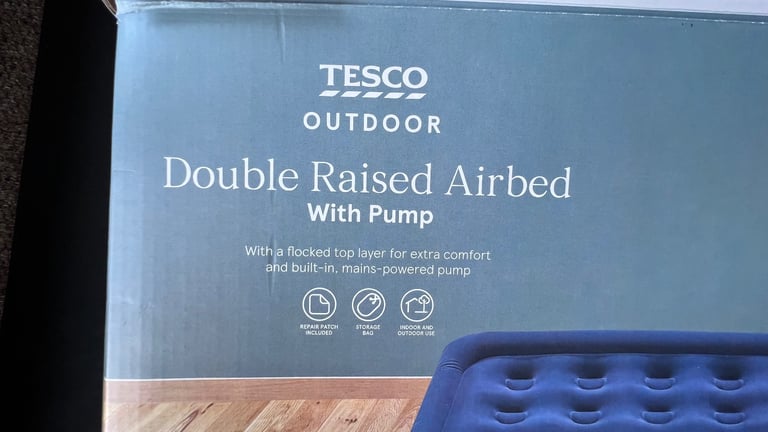 TESCO
OUTDOOR
Double Raised Airbed
With Pump
With a flocked top layer for extra comfort
and built-in, mains-powered pump
REPAIR PATCH
INCLUDED
STORAGE
BAG
INDOOR AND
OUTDOOR USE